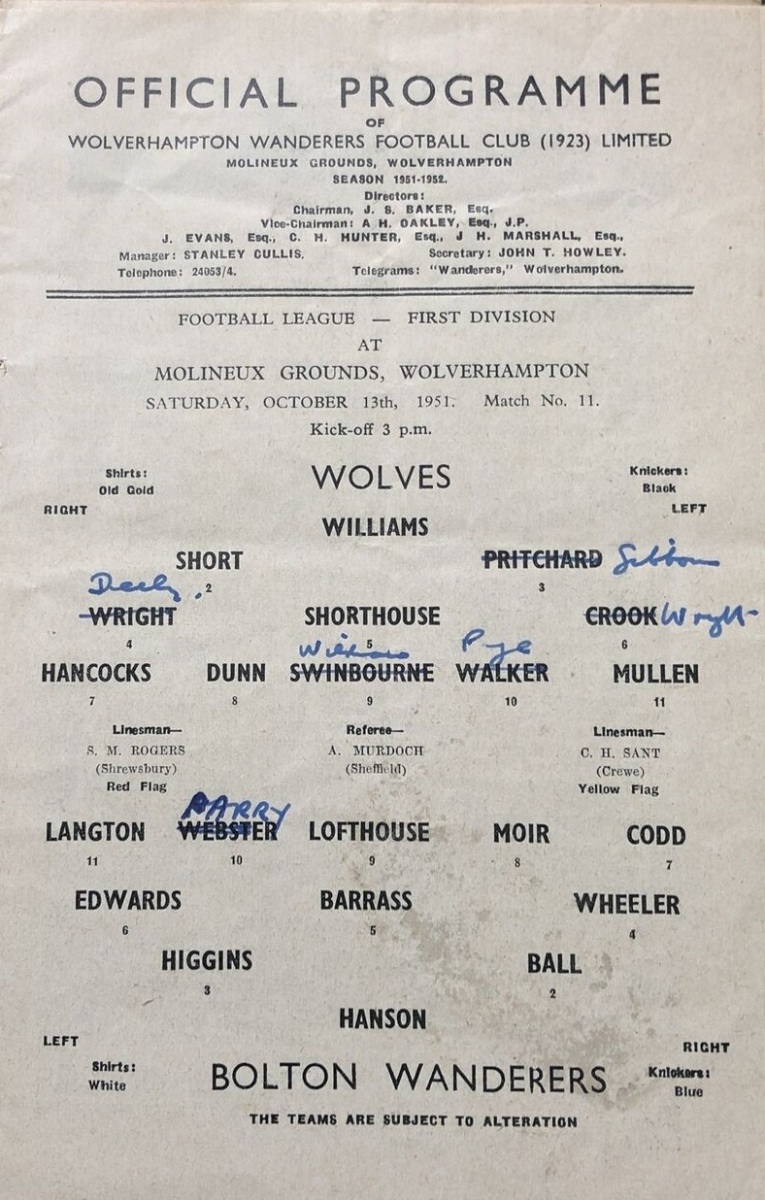 OFFICIAL PROGRAMME
OF
WOLVERHAMPTON WANDERERS FOOTBALL CLUB (1923) LIMITED
MOLINEUX GROUNDS, WOLVERHAMPTON
SEASON 1951-1952.
Directors:
Chairman, J. S. BAKER, Esq.
Vice-Chairman: A H. OAKLEY, Esq., J.P.
J. EVANS, Esq., C. H. HUNTER, Esq., J H. MARSHALL, Esq.,
Manager: STANLEY CULLIS. Secretary: JOHN T. HOWLEY.
Telephone: 24053/4. Telegrams: "Wanderers," Wolverhampton.
FOOTBALL LEAGUE — FIRST DIVISION
AT
MOLINEUX GROUNDS, WOLVERHAMPTON
SATURDAY, OCTOBER 13th, 1951. Match No. 11.
Kick-off 3 p.m.
Shirts: WOLVES Knickers:
Old Gold Black
RIGHT LEFT
WILLIAMS
SHORT PRITCHARD Gibbons
2 3
WRIGHT SHORTHOUSE CROOK Wright
4 5 6
Pye
HANCOCKS DUNN SWINBOURNE WALKER MULLEN
7 8 9 10 11
Linesman— Referee— Linesman—
S. M. ROGERS A. MURDOCH C. H. SANT
(Shrewsbury) (Sheffield) (Crewe)
Red Flag Yellow Flag
BARRY
LANGTON WEBSTER LOFTHOUSE MOIR CODD
11 10 9 8 7
EDWARDS BARRASS WHEELER
6 5 4
HIGGINS BALL
3 2
HANSON
LEFT RIGHT
Shirts: BOLTON WANDERERS Knickers:
White Blue
THE TEAMS ARE SUBJECT TO ALTERATION